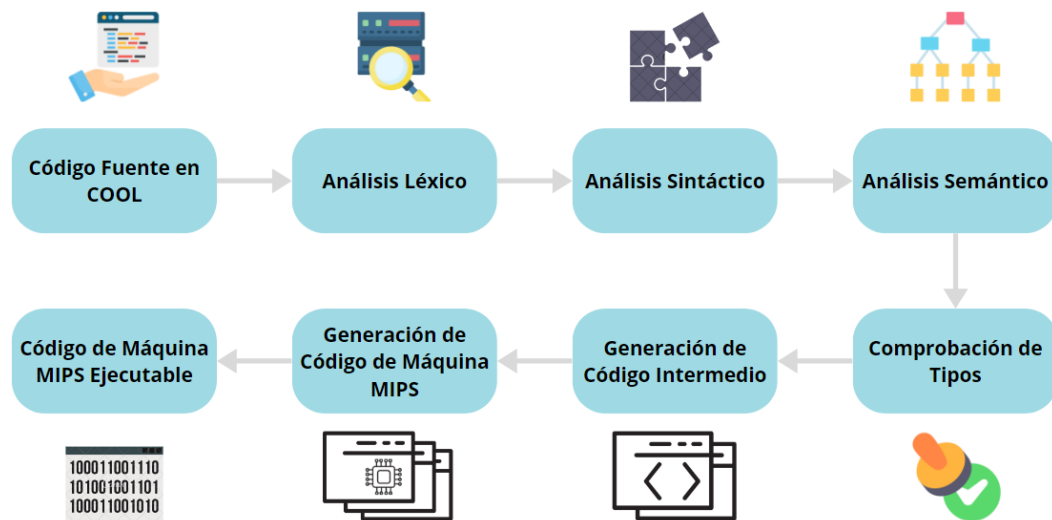 Código Fuente en
COOL
Análisis Léxico
Análisis Sintáctico
Análisis Semántico
Comprobación de
Tipos
Generación de
Código Intermedio
Generación de
Código de Máquina
MIPS
Código de Máquina
MIPS Ejecutable
100011001110
101001001101
100011001010